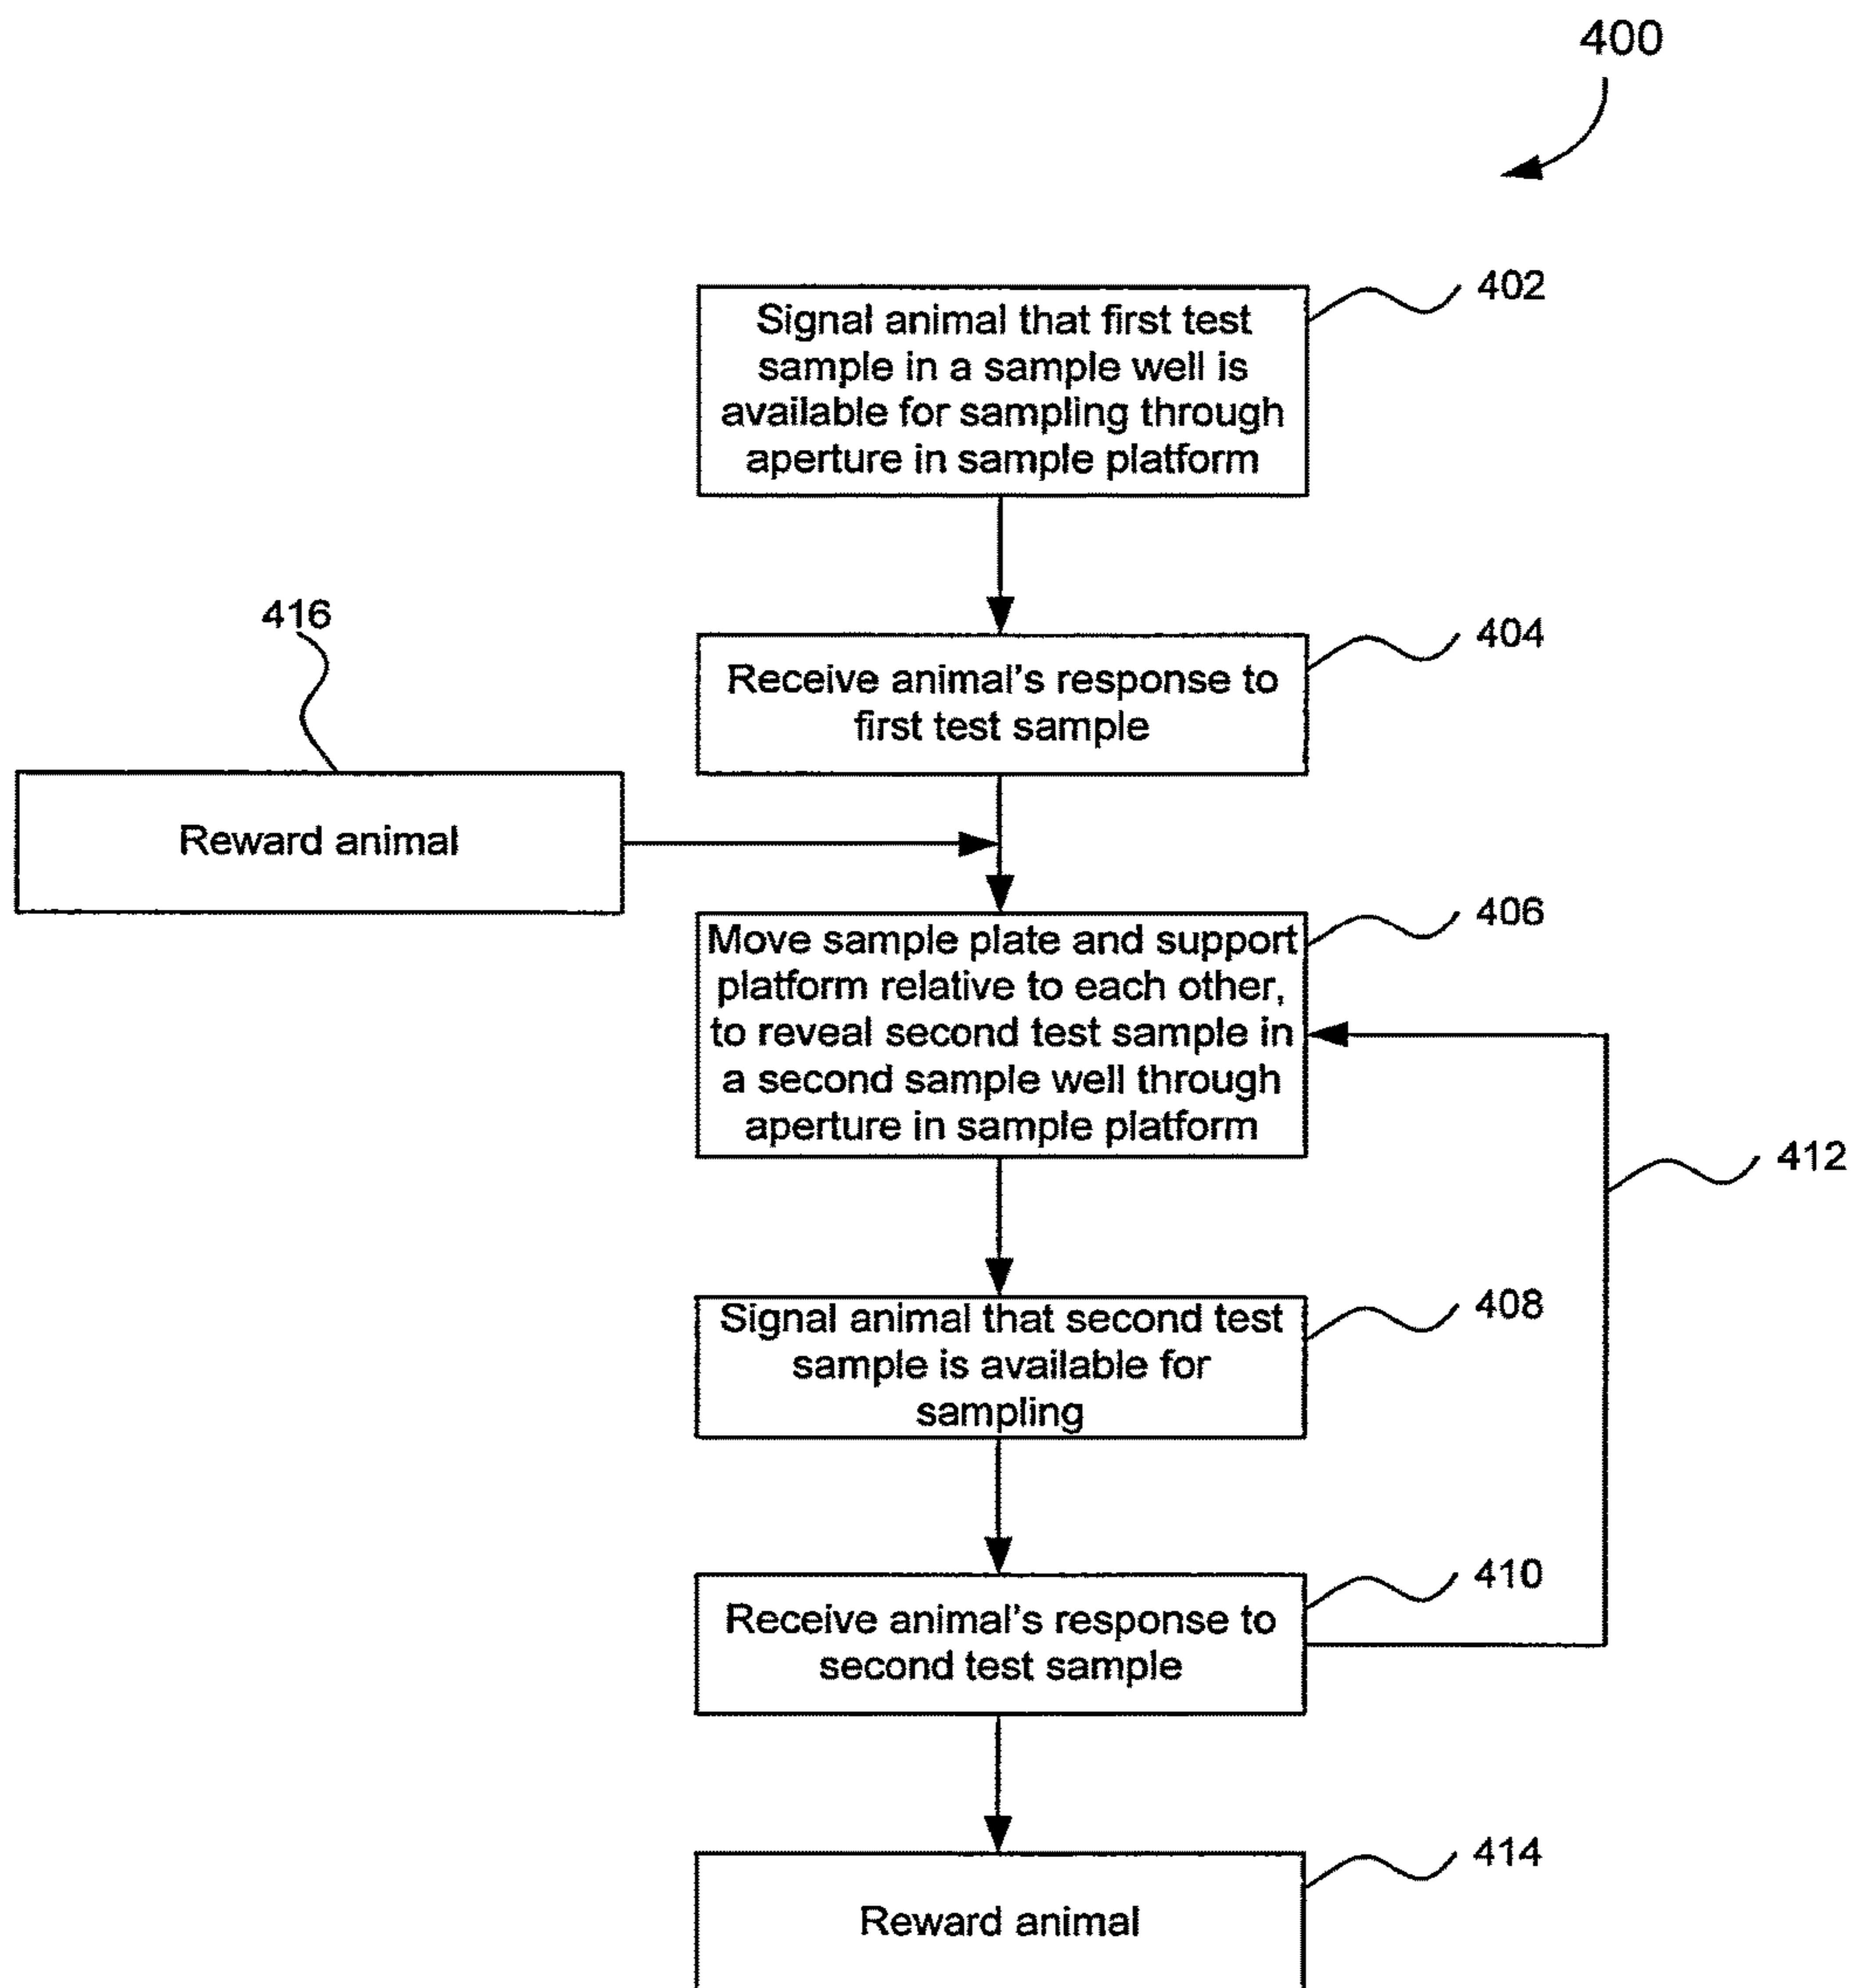 400
402
Signal animal that first test
sample in a sample well is
available for sampling through
aperture in sample platform
416
404
Receive animal's response to
first test sample
Reward animal
406
Move sample plate and support
platform relative to each other,
to reveal second test sample in
a second sample well through
aperture in sample platform
412
408
Signal animal that second test
sample is available for
sampling
410
Receive animal's response to
second test sample
414
Reward animal